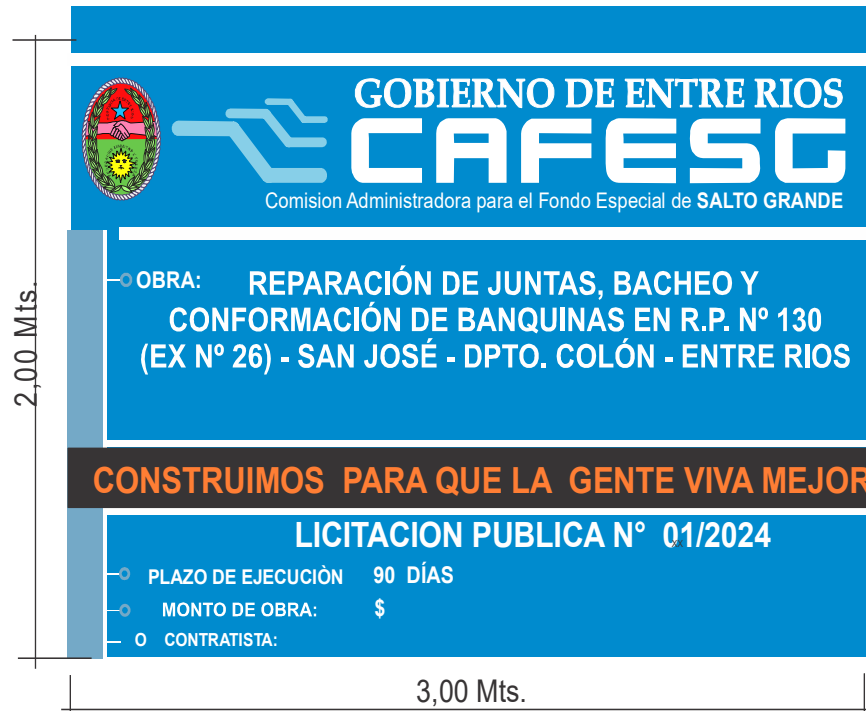 GOBIERNO DE ENTRE RIOS
CAFESG
Comision Administradora para el Fondo Especial de SALTO GRANDE
OBRA: REPARACIÓN DE JUNTAS, BACHEO Y
CONFORMACIÓN DE BANQUINAS EN R.P. Nº 130
(EX Nº 26) - SAN JOSÉ - DPTO. COLÓN - ENTRE RIOS
CONSTRUIMOS PARA QUE LA GENTE VIVA MEJOR
LICITACION PUBLICA N° 01/2024
PLAZO DE EJECUCIÒN 90 DÍAS
MONTO DE OBRA: $
O CONTRATISTA:
2,00 Mts.
3,00 Mts.